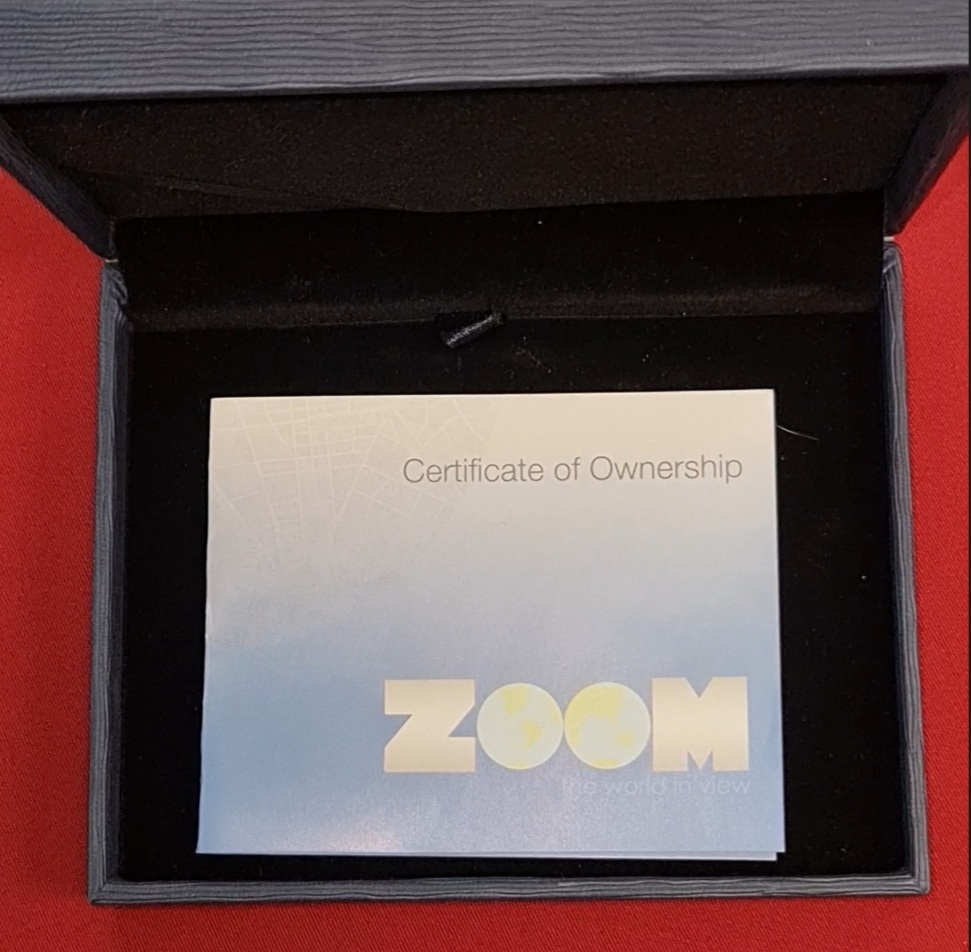 Certificate of Ownership
ZOOM
the world in view